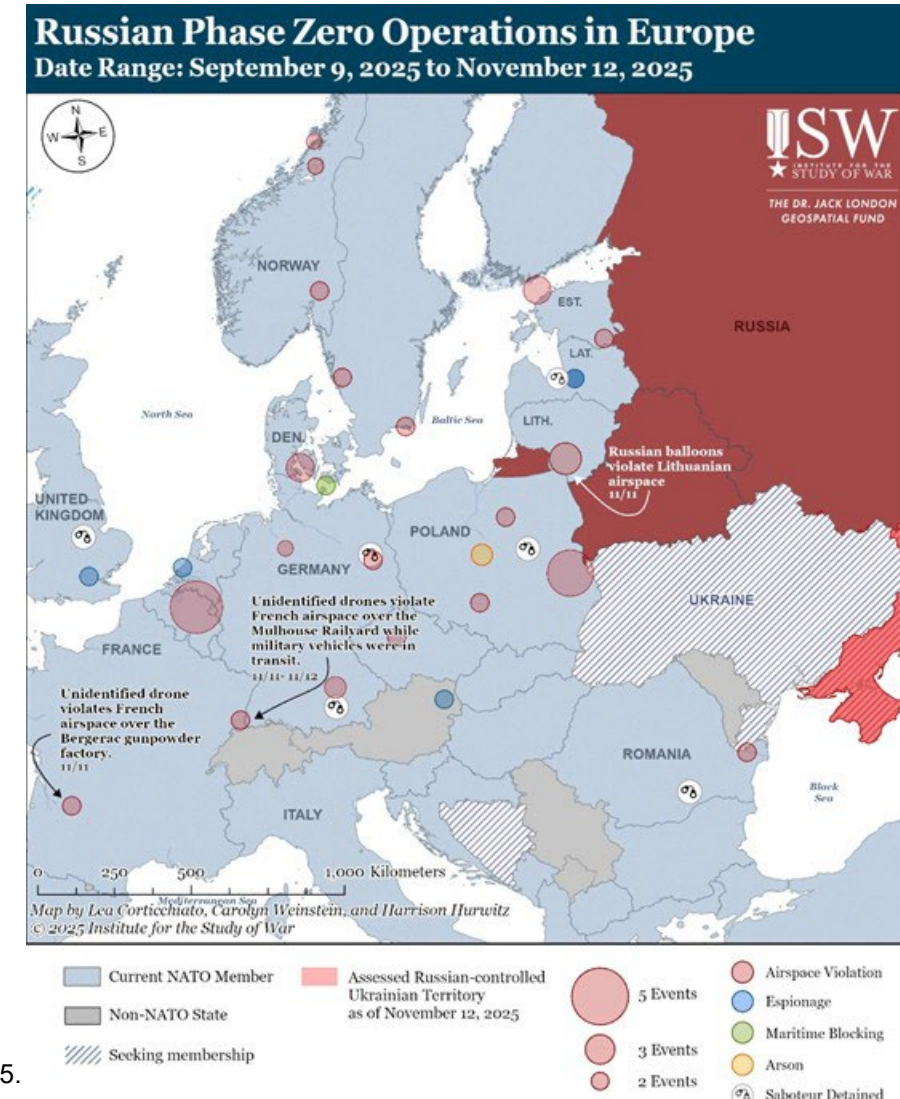 Russian Phase Zero Operations in Europe
Date Range: September 9, 2025 to November 12, 2025
N
W E
S
ISW
INSTITUTE FOR THE
STUDY OF WAR
THE DR. JACK LONDON
GEOSPATIAL FUND
NORWAY
EST.
RUSSIA
LAT.
North Sea
Baltic Sea
LITH.
DEN.
Russian balloons
violate Lithuanian
airspace
11/11
UNITED
KINGDOM
POLAND
GERMANY
UKRAINE
Unidentified drones violate
French airspace over the
Mulhouse Railyard while
military vehicles were in
transit.
11/11- 11/12
FRANCE
Unidentified drone
violates French
airspace over the
Bergerac gunpowder
factory.
11/11
ROMANIA
Black
Sea
ITALY
0 250 500 1,000 Kilometers
Mediterranean Sea
Map by Lea Corticchiato, Carolyn Weinstein, and Harrison Hurwitz
© 2025 Institute for the Study of War
Current NATO Member
Non-NATO State
Seeking membership
Assessed Russian-controlled
Ukrainian Territory
as of November 12, 2025
5 Events
3 Events
2 Events
Airspace Violation
Espionage
Maritime Blocking
Arson
Saboteur Detained
5.